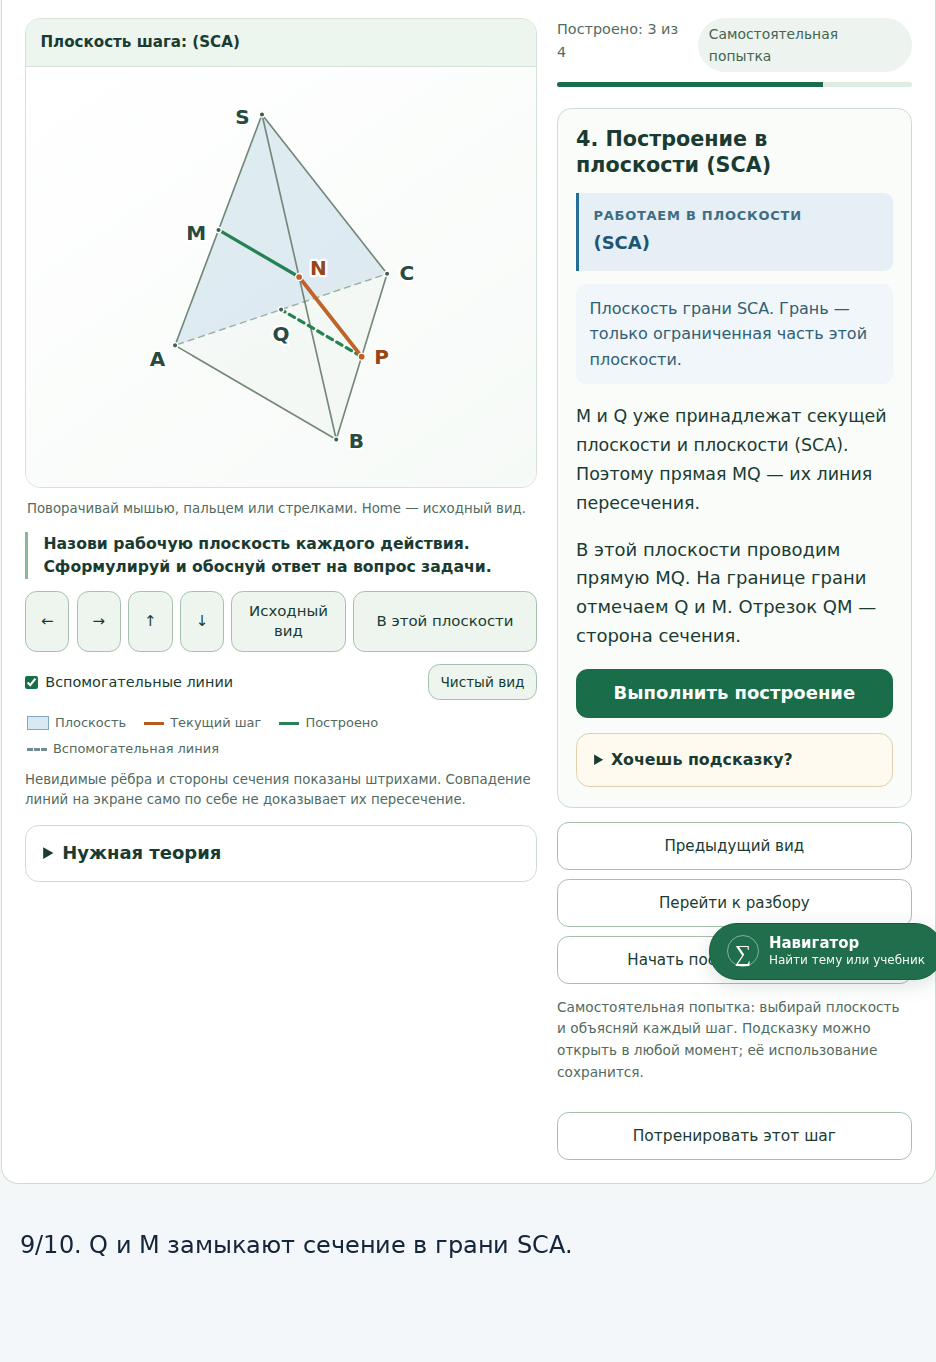 Плоскость шага: (SCA)
S
M
N
C
Q
A
P
B
Поворачивай мышью, пальцем или стрелками. Home — исходный вид.
Назови рабочую плоскость каждого действия.
Сформулируй и обоснуй ответ на вопрос задачи.
←
→
↑
↓
Исходный
вид
В этой плоскости
Вспомогательные линии
Чистый вид
Плоскость
Текущий шаг
Построено
Вспомогательная линия
Невидимые рёбра и стороны сечения показаны штрихами. Совпадение
линий на экране само по себе не доказывает их пересечение.
Нужная теория
Построено: 3 из
4
Самостоятельная
попытка
4. Построение в
плоскости (SCA)
РАБОТАЕМ В ПЛОСКОСТИ
(SCA)
Плоскость грани SCA. Грань —
только ограниченная часть этой
плоскости.
M и Q уже принадлежат секущей
плоскости и плоскости (SCA).
Поэтому прямая MQ — их линия
пересечения.
В этой плоскости проводим
прямую MQ. На границе грани
отмечаем Q и M. Отрезок QM —
сторона сечения.
Выполнить построение
Хочешь подсказку?
Предыдущий вид
Перейти к разбору
Начать
∑
Навигатор
Найти тему или учебник
Самостоятельная попытка: выбирай плоскость
и объясняй каждый шаг. Подсказку можно
открыть в любой момент; её использование
сохранится.
Потренировать этот шаг
9/10. Q и M замыкают сечение в грани SCA.